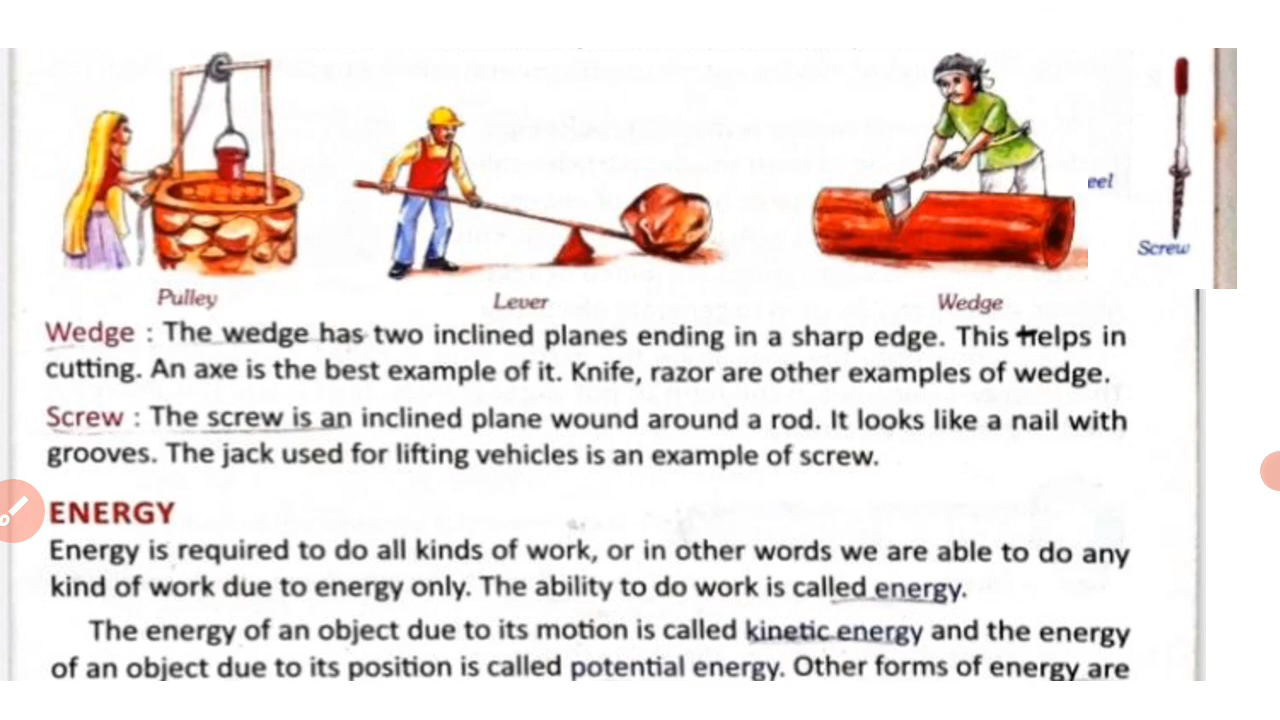 eel
Screw
Pulley
Lever
Wedge
Wedge : The wedge has two inclined planes ending in a sharp edge. This helps in
cutting. An axe is the best example of it. Knife, razor are other examples of wedge.
Screw : The screw is an inclined plane wound around a rod. It looks like a nail with
grooves. The jack used for lifting vehicles is an example of screw.
ENERGY
Energy is required to do all kinds of work, or in other words we are able to do any
kind of work due to energy only. The ability to do work is called energy.
The energy of an object due to its motion is called kinetic energy and the energy
of an object due to its position is called potential energy. Other forms of energy are